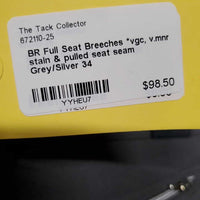 The Tack Collector
672110-25
BR Full Seat Breeches *vgc, v.mnr
stain & pulled seat seam
Grey/Silver 34
$98.50
YYHEU7